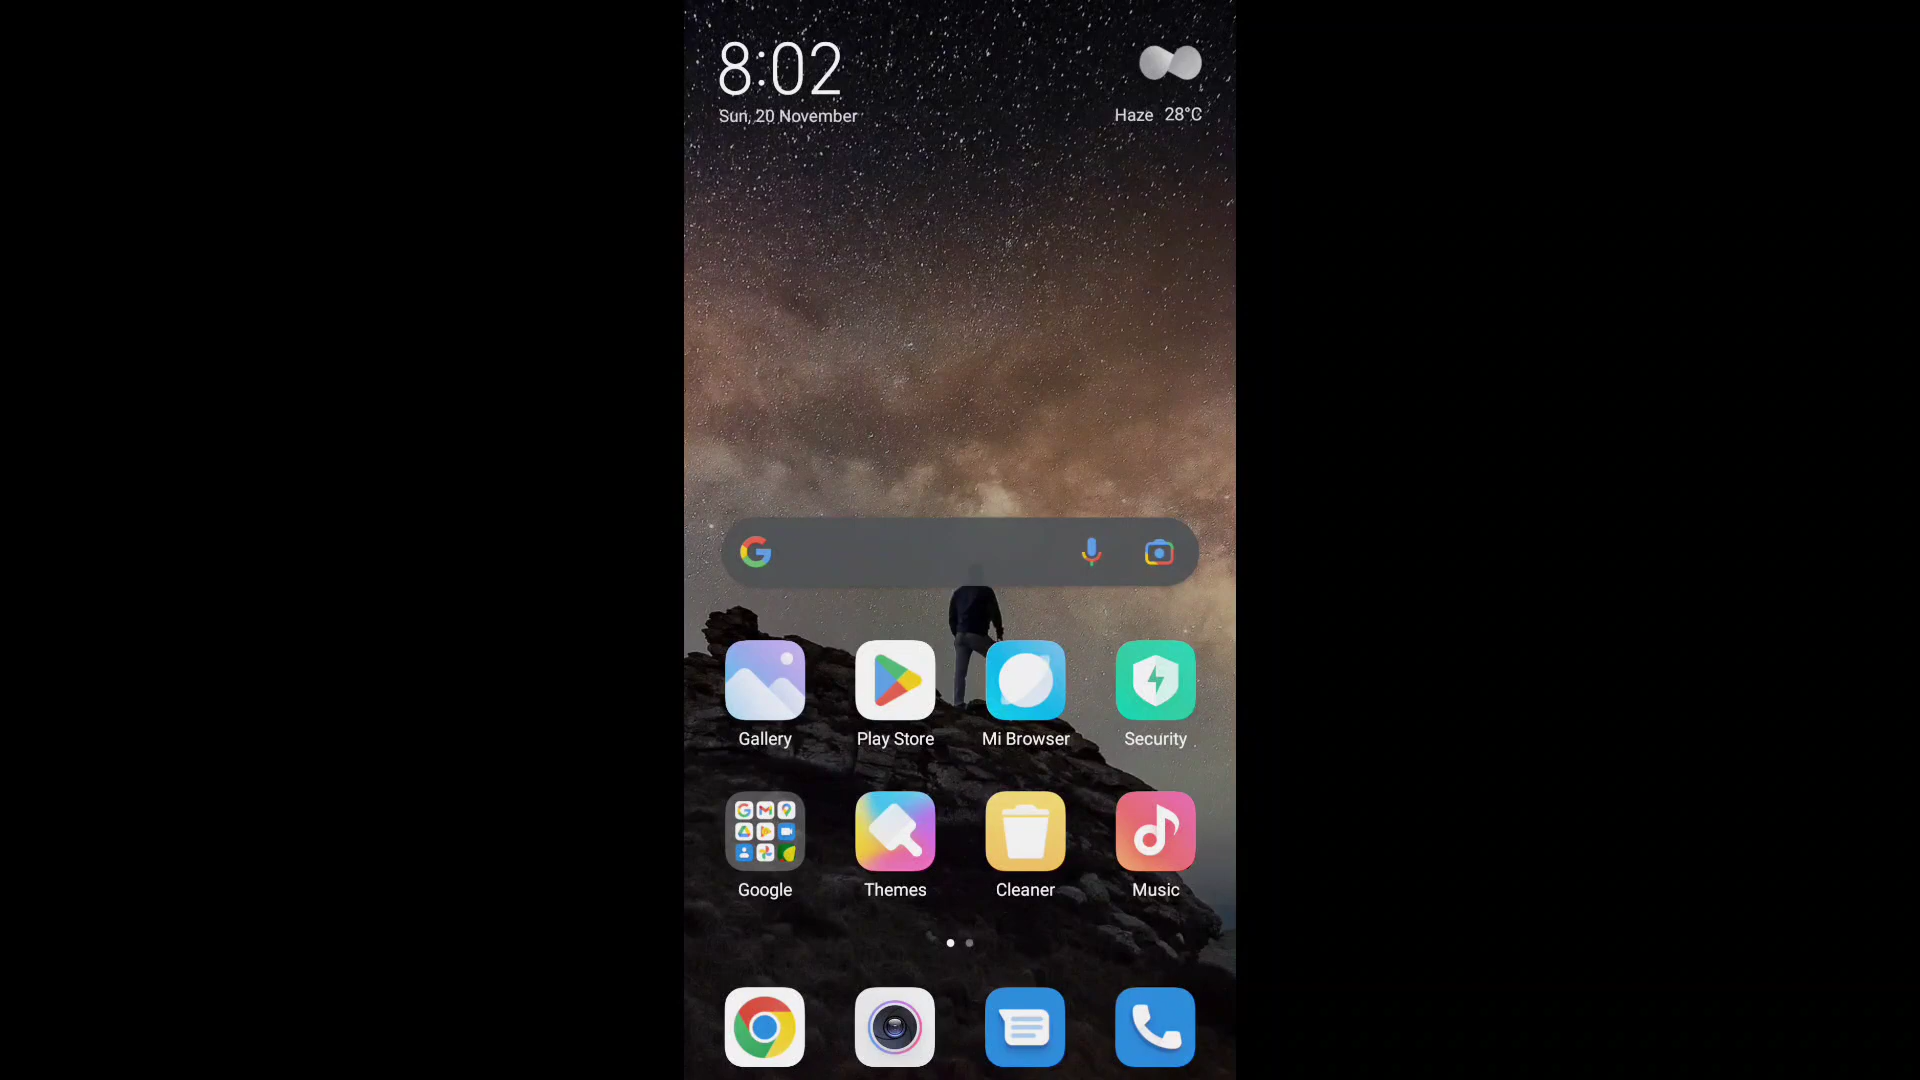 8:02
Sun, 20 November
Haze 28°C
Gallery
Play Store
Mi Browser
Security
Google
Themes
Cleaner
Music